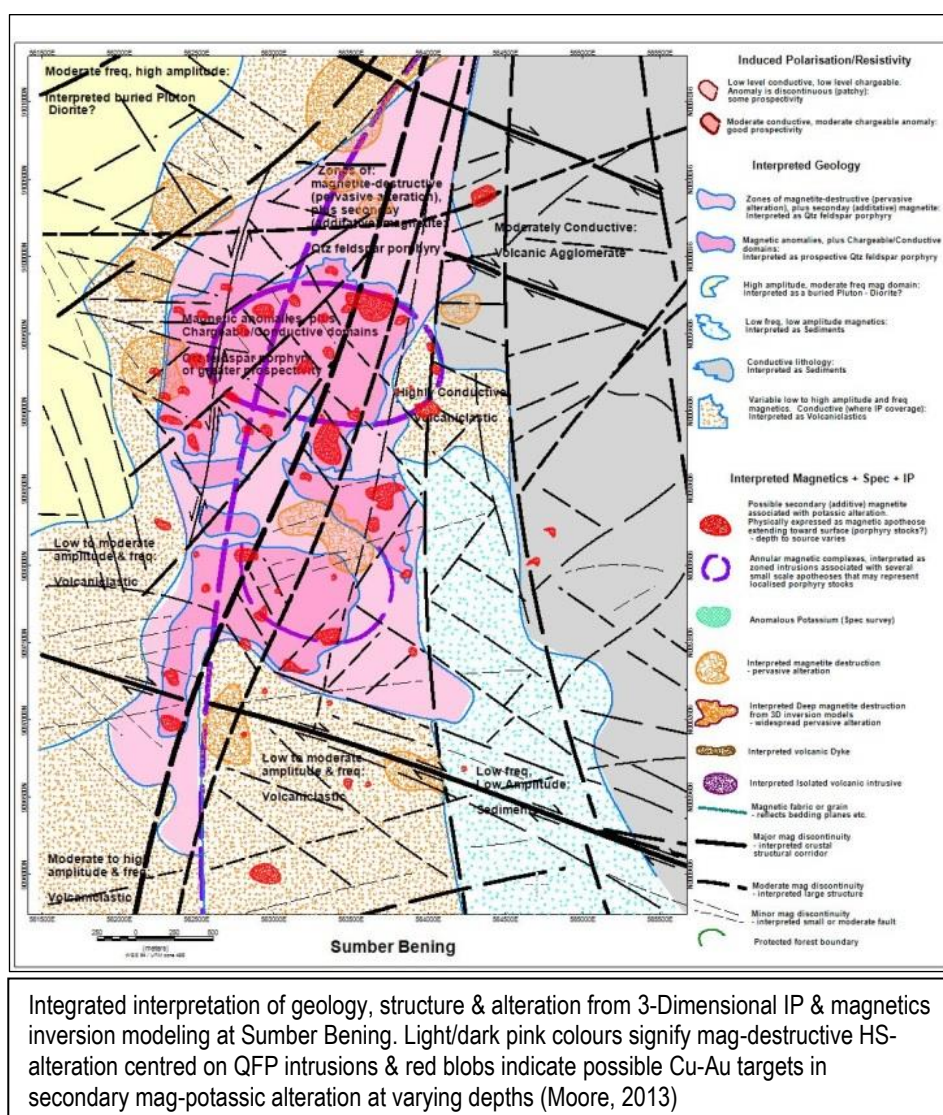 Moderate freq, high amplitude:
Interpreted buried Pluton
Diorite?
Zones of:
magnetite-destructive
(pervasive alteration),
plus secondy
(additative) magnetite:
Qtz feldspar porphyry
Moderately Conductive:
Volcanic Agglomerate
Magnetic anomalies, plus
Chargeable/Conductive domains
Qtz feldspar porphyry
of greater prospectivity
Highly Conductive
Volcaniclastic
Low to moderate
amplitude & freq:
Volcaniclastic
Low to moderate
amplitude & freq:
Volcaniclastic
Low freq,
Low Amplitude:
Sediments
Moderate to high
amplitude & freq:
Volcaniclastic
250 0 250 500
(meters)
Sumber Bening
Induced Polarisation/Resistivity
Low level conductive, low level chargeable.
Anomaly is discontinuous (patchy):
some prospectivity
Moderate conductive, moderate chargeable anomaly:
good prospectivity
Interpreted Geology
Zones of magnetite-destructive (pervasive
alteration), plus seconday (additative) magnetite:
Interpreted as Qtz feldspar porphyry
Magnetic anomalies, plus Chargeable/Conductive
domains:
Interpreted as prospective Qtz feldspar porphyry
High amplitude, moderate freq mag domain:
Interpreted as a buried Pluton - Diorite?
Low freq, low amplitude magnetics:
Interpreted as Sediments
Conductive lithology:
Interpreted as Sediments
Variable low to high amplitude and freq
magnetics. Conductive (where IP coverage):
Interpreted as Volcaniclastics
Interpreted Magnetics + Spec + IP
Possible secondary (additive) magnetite
associated with potassic alteration.
Physically expressed as magnetic apotheose
extending toward surface (porphyry stocks?)
- depth to source varies
Annular magnetic complexes, interpreted as
zoned intrusions associated with several
small scale apotheoses that may represent
localised porphyry stocks
Anomalous Potassium (Spec survey)
Interpreted magnetite destruction
- pervasive alteration
Interpreted Deep magnetite destruction
from 3D inversion models
- widespread pervasive alteration
Interpreted volcanic Dyke
Interpreted Isolated volcanic intrusive
Magnetic fabric or grain
- reflects bedding planes etc.
Major mag discontinuity
- interpreted crustal
structural corridor
Moderate mag discontinuity
- interpreted large structure
Minor mag discontinuity
- interpreted small or moderate fault
Protected forest boundary
Integrated interpretation of geology, structure & alteration from 3-Dimensional IP & magnetics
inversion modeling at Sumber Bening. Light/dark pink colours signify mag-destructive HS-
alteration centred on QFP intrusions & red blobs indicate possible Cu-Au targets in
secondary mag-potassic alteration at varying depths (Moore, 2013)